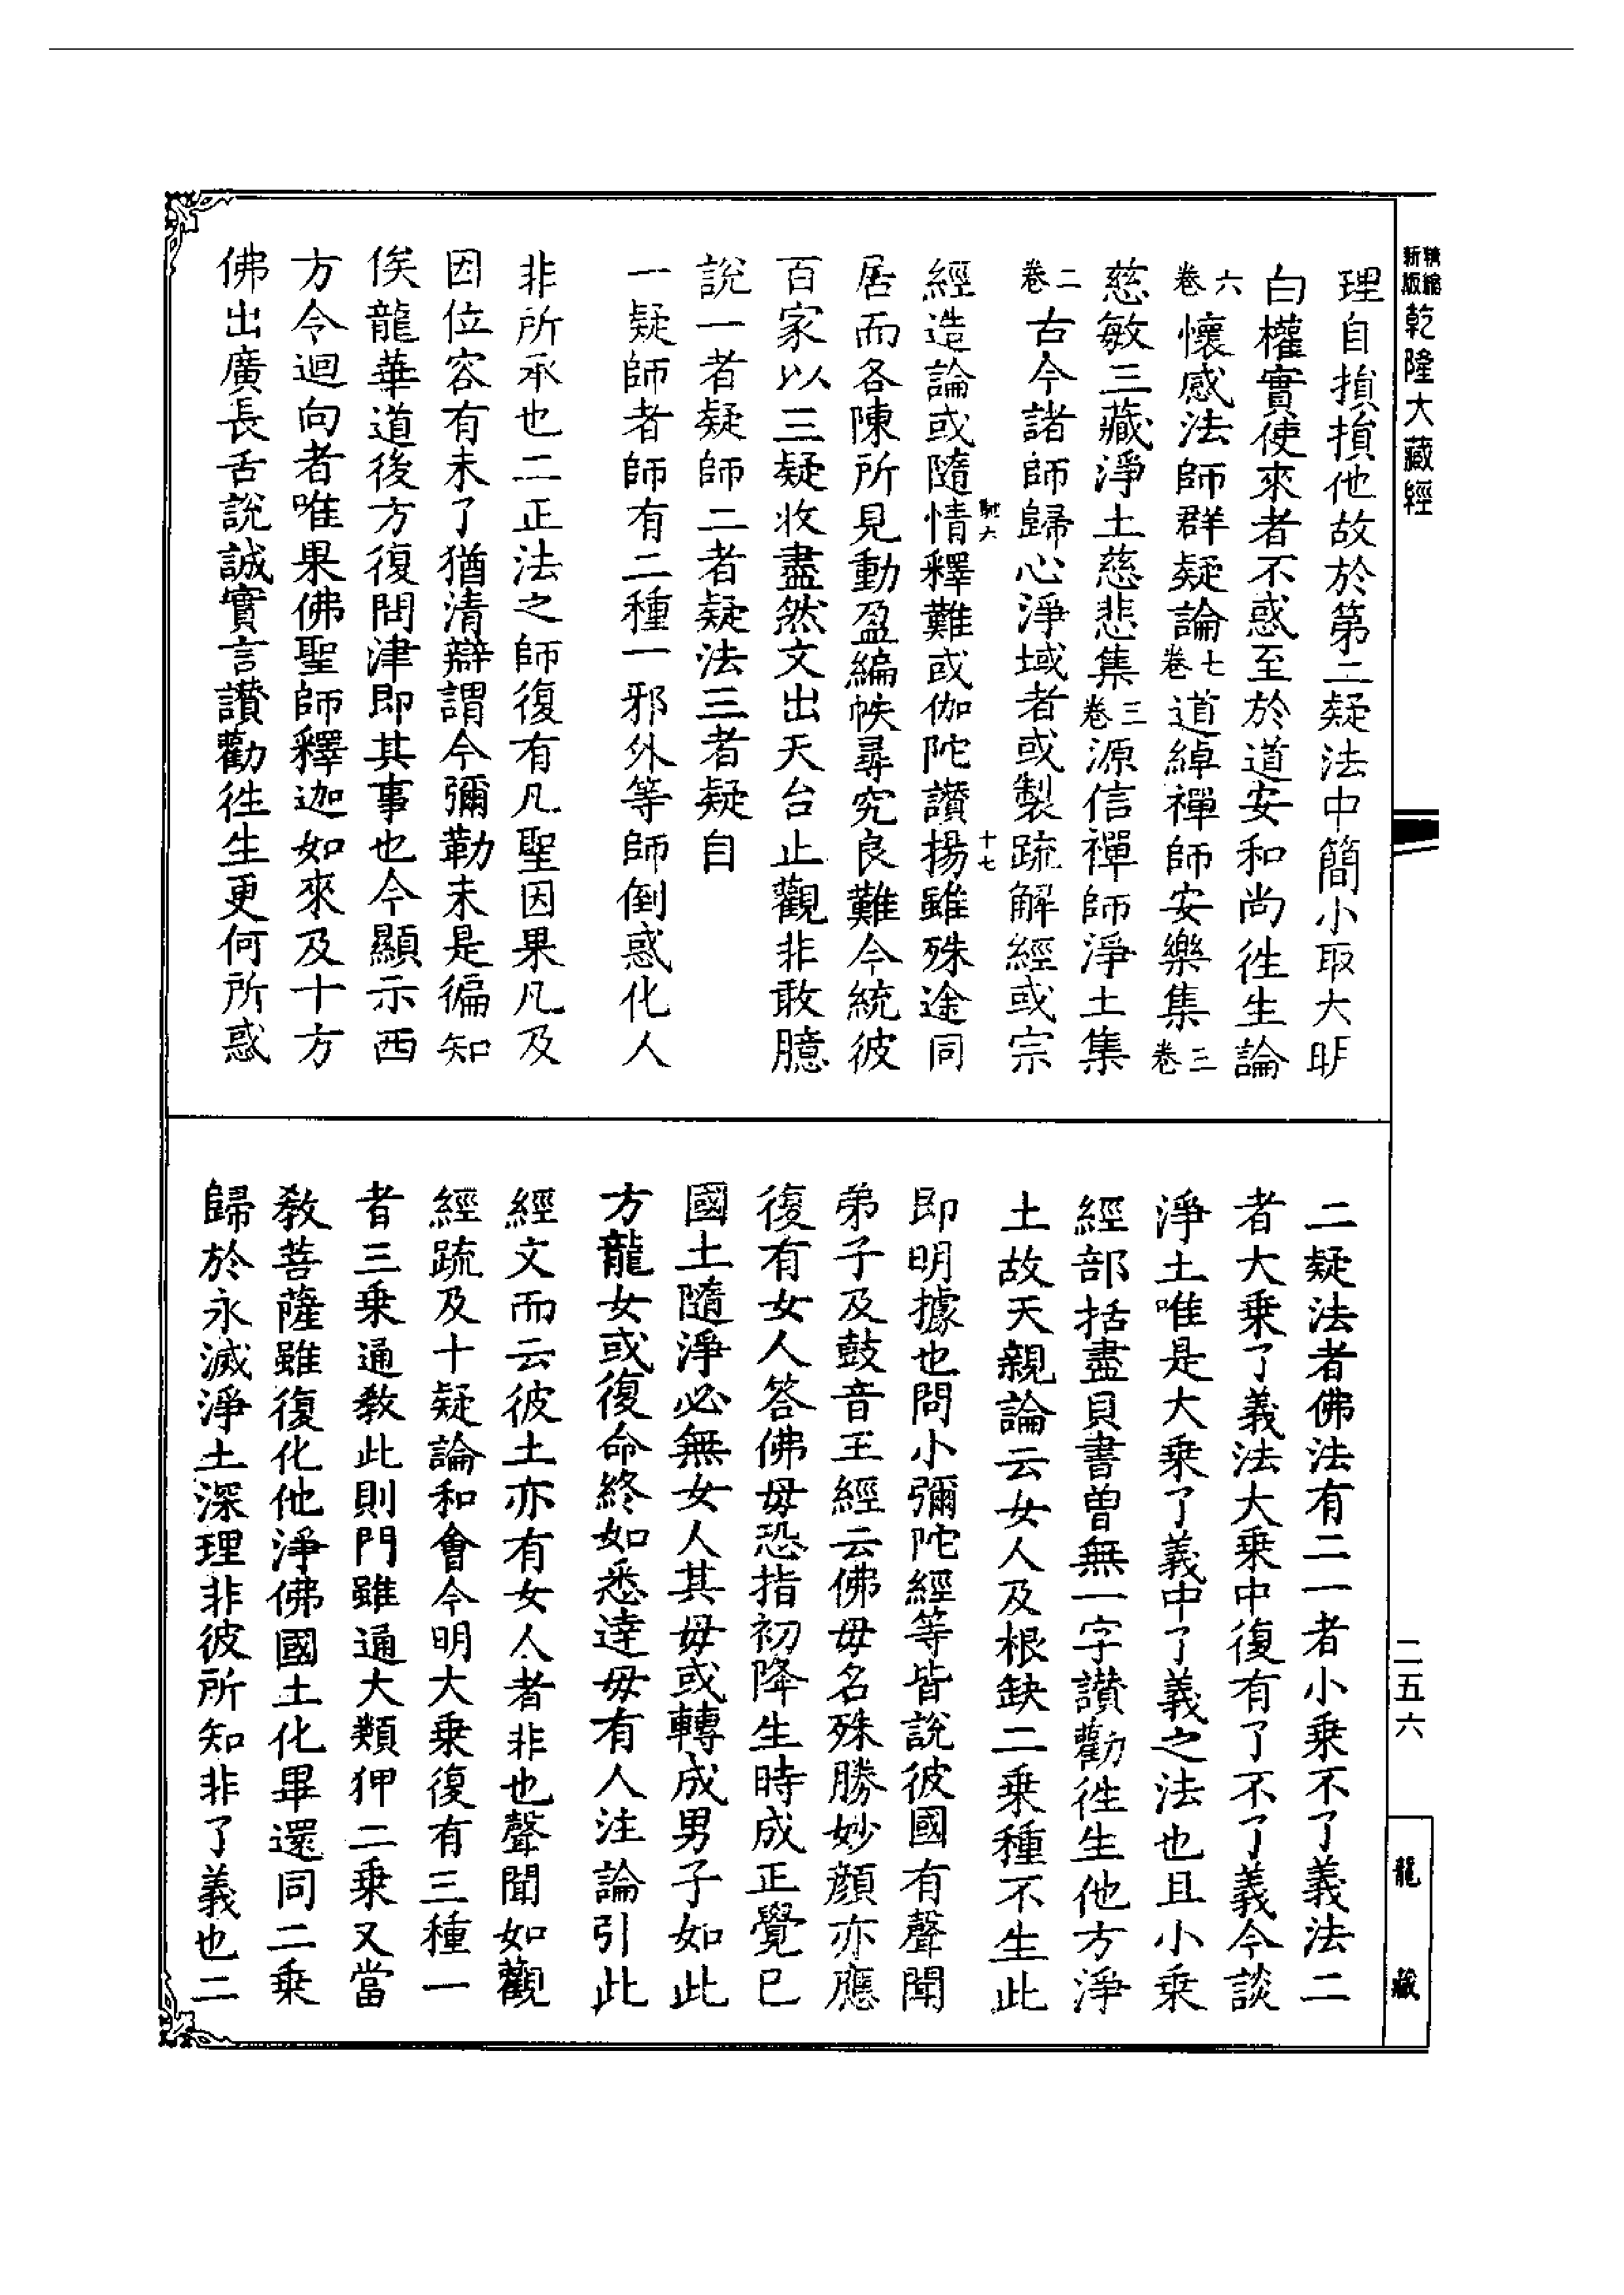 精縮
新版
乾隆大藏經
理自損損他故於第二疑法中簡小取大明
白權實使來者不惑至於道安和尚徃生論
六卷懷感法師群疑論七卷道綽禪師安樂集三卷
慈敏三藏淨土慈悲集三卷源信禪師淨土集
二卷古今諸師歸心淨域者或製疏解經或宗
十七
經造論或隨情釋難或伽陀讚揚雖殊途同
居而各陳所見動盈編帙尋究良難今統彼
百家以三疑收盡然文出天台止觀非敢臆
說一者疑師二者疑法三者疑自
一疑師者師有二種一邪外等師倒惑化人
非所承也二正法之師復有凡聖因果凡及
因位容有未了猶清辯謂今彌勒未是徧知
俟龍華道後方復問津即其事也今顯示西
方令迴向者唯果佛聖師釋迦如來及十方
佛出廣長舌說誠實言讚勸徃生更何所惑
二疑法者佛法有二一者小乗不了義法二
者大乗了義法大乗中復有了不了義今談
淨土唯是大乗了義中了義之法也且小乗
經部括盡貝書曾無一字讚勸徃生他方淨
土故天親論云女人及根缺二乗種不生此
即明據也問小彌陀經等皆說彼國有聲聞
弟子及鼓音王經云佛母名殊勝妙顔亦應
復有女人答佛母恐指初降生時成正覺已
國土隨淨必無女人其母或轉成男子如此
方龍女或復命終如悉達母有人注論引此
經文而云彼土亦有女人者非也聲聞如觀
經疏及十疑論和會今明大乗復有三種一
者三乗通教此則門雖通大類狎二乗又當
教菩薩雖復化他淨佛國土化畢還同二乗
歸於永滅淨土深理非彼所知非了義也二
二五六
龍藏